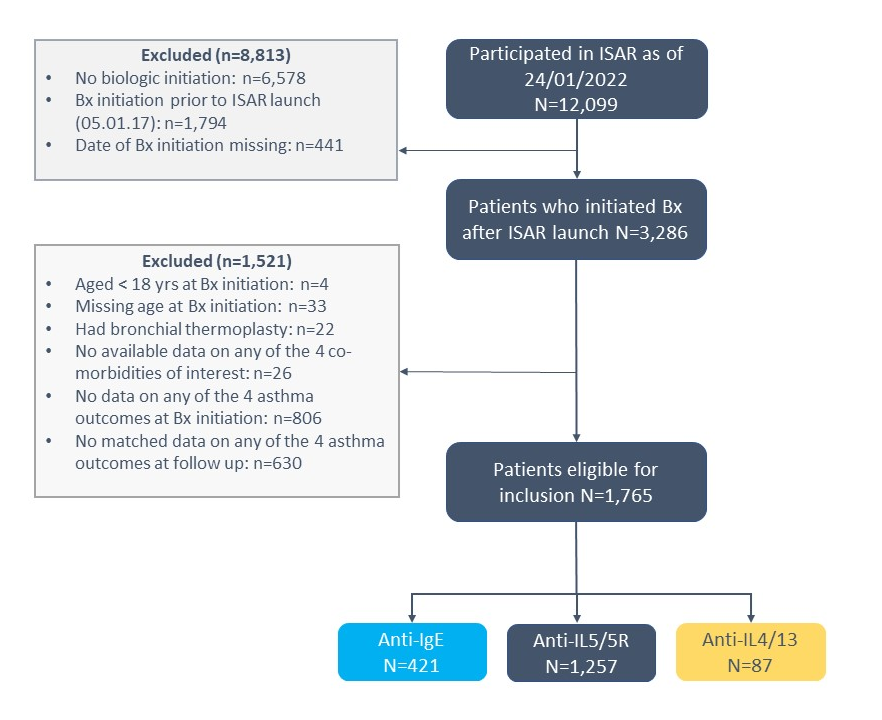 Participated in ISAR as of
24/01/2022
N=12,099
Excluded (n=8,813)
• No biologic initiation: n=6,578
• Bx initiation prior to ISAR launch
(05.01.17): n=1,794
• Date of Bx initiation missing: n=441
Patients who initiated Bx
after ISAR launch N=3,286
Excluded (n=1,521)
• Aged < 18 yrs at Bx initiation: n=4
• Missing age at Bx initiation: n=33
• Had bronchial thermoplasty: n=22
• No available data on any of the 4 co-
morbidities of interest: n=26
• No data on any of the 4 asthma
outcomes at Bx initiation: n=806
• No matched data on any of the 4 asthma
outcomes at follow up: n=630
Patients eligible for
inclusion N=1,765
Anti-IgE
N=421
Anti-IL5/5R
N=1,257
Anti-IL4/13
N=87